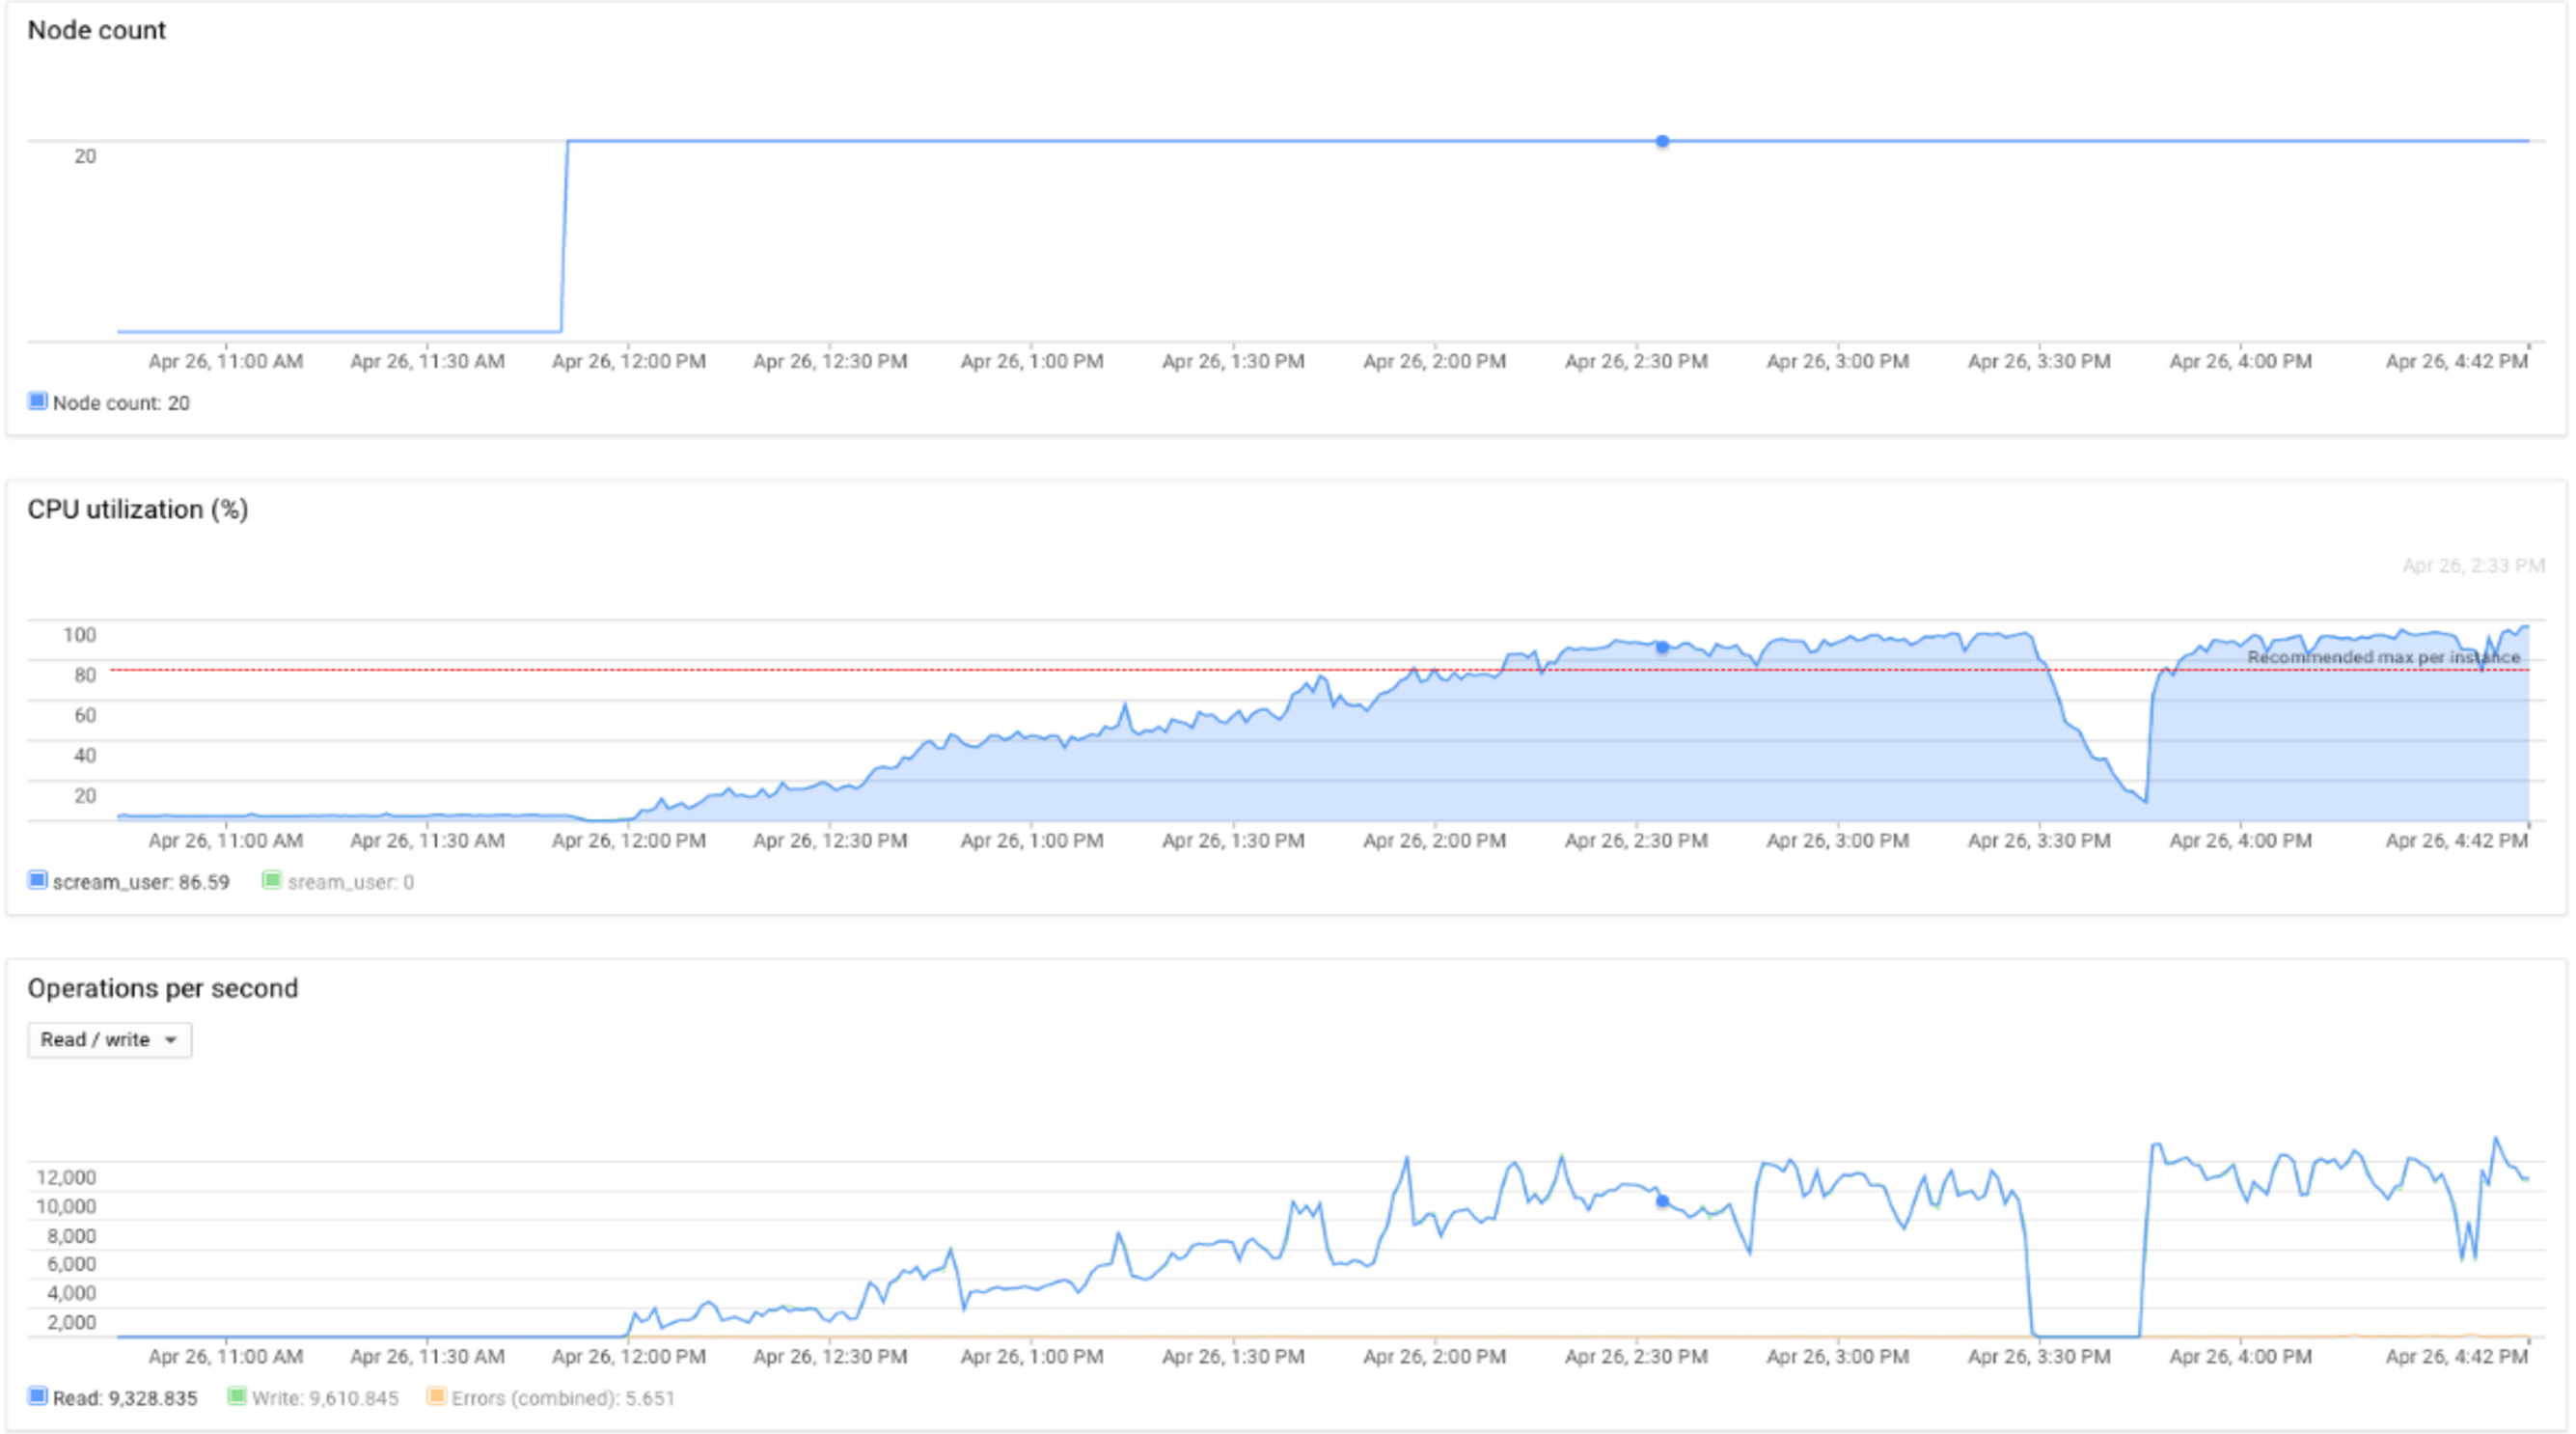 Node count
20
Apr 26, 11:00 AM Apr 26, 11:30 AM Apr 26, 12:00 PM Apr 26, 12:30 PM Apr 26, 1:00 PM Apr 26, 1:30 PM Apr 26, 2:00 PM Apr 26, 2:30 PM Apr 26, 3:00 PM Apr 26, 3:30 PM Apr 26, 4:00 PM Apr 26, 4:42 PM
Node count: 20
CPU utilization (%)
Apr 26, 2:33 PM
100
Recommended max per instance
80
60
40
20
Apr 26, 11:00 AM Apr 26, 11:30 AM Apr 26, 12:00 PM Apr 26, 12:30 PM Apr 26, 1:00 PM Apr 26, 1:30 PM Apr 26, 2:00 PM Apr 26, 2:30 PM Apr 26, 3:00 PM Apr 26, 3:30 PM Apr 26, 4:00 PM Apr 26, 4:42 PM
scream_user: 86.59 sream_user: 0
Operations per second
Read / write
12,000
10,000
8,000
6,000
4,000
2,000
Apr 26, 11:00 AM Apr 26, 11:30 AM Apr 26, 12:00 PM Apr 26, 12:30 PM Apr 26, 1:00 PM Apr 26, 1:30 PM Apr 26, 2:00 PM Apr 26, 2:30 PM Apr 26, 3:00 PM Apr 26, 3:30 PM Apr 26, 4:00 PM Apr 26, 4:42 PM
Read: 9,328.835 Write: 9,610.845 Errors (combined): 5.651